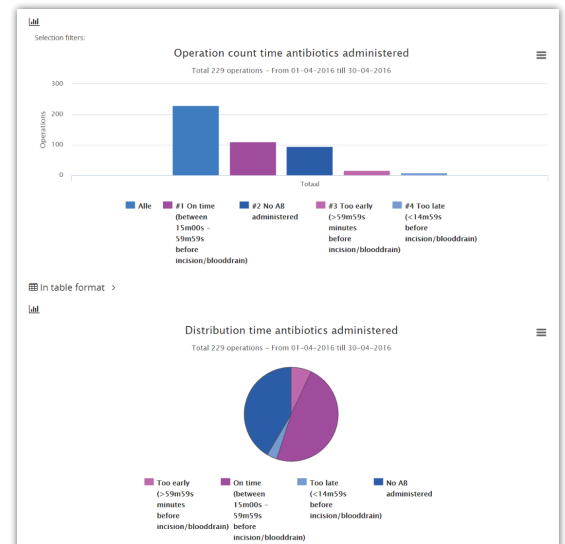 Selection filters:
Operation count time antibiotics administered
Total 229 operations – From 01-04-2016 till 30-04-2016
300
200
100
0
Operations
Totaal
Alle
#1 On time
(between
15m00s –
59m59s
before
incision/blooddrain)
#2 No AB
administered
#3 Too early
(>59m59s
minutes
before
incision/blooddrain)
#4 Too late
(<14m59s
before
incision/blooddrain)
In table format >
Distribution time antibiotics administered
Total 229 operations – From 01-04-2016 till 30-04-2016
Too early
(>59m59s
minutes
before
incision/blooddrain)
On time
(between
15m00s –
59m59s
before
incision/blooddrain)
Too late
(<14m59s
before
incision/blooddrain)
No AB
administered